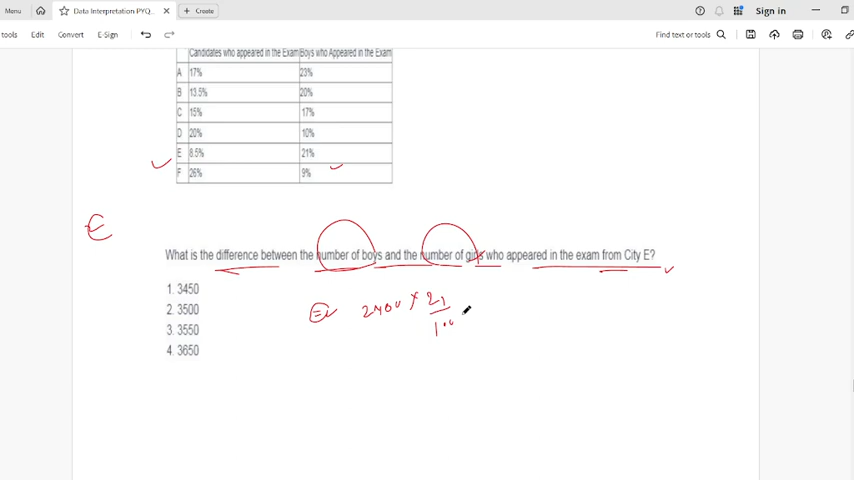 Menu Data Interpretation PYQ... × + Create Sign in
tools Edit Convert E-Sign Find text or tools
Candidates who appeared in the Exam Boys who Appeared in the Exam
A 17% 23%
B 13.5% 20%
C 15% 17%
D 20% 10%
E 8.5% 21%
F 26% 9%
E
What is the difference between the number of boys and the number of girls who appeared in the exam from City E?
1. 3450
2. 3500
3. 3550
4. 3650
E 2400 × 21
100